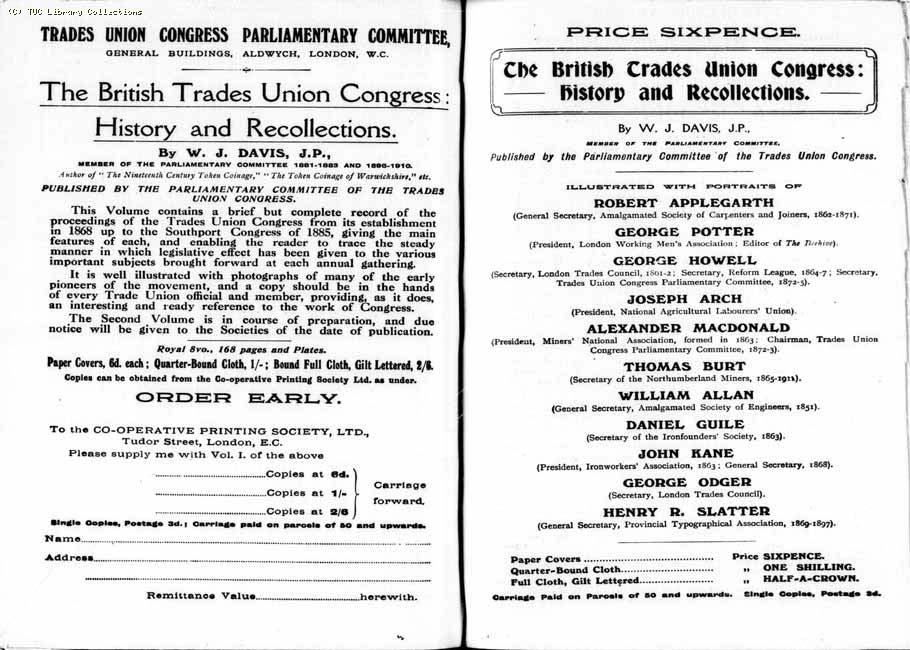 (C) TUC Library Collections
TRADES UNION CONGRESS PARLIAMENTARY COMMITTEE,
GENERAL BUILDINGS, ALDWYCH, LONDON, W.C.
The British Trades Union Congress:
History and Recollections.
By W. J. DAVIS, J.P.,
MEMBER OF THE PARLIAMENTARY COMMITTEE 1881-1883 AND 1896-1910.
Author of "The Nineteenth Century Token Coinage," "The Token Coinage of Warwickshire," etc.
PUBLISHED BY THE PARLIAMENTARY COMMITTEE OF THE TRADES
UNION CONGRESS.
This Volume contains a brief but complete record of the
proceedings of the Trades Union Congress from its establishment
in 1868 up to the Southport Congress of 1885, giving the main
features of each, and enabling the reader to trace the steady
manner in which legislative effect has been given to the various
important subjects brought forward at each annual gathering.
It is well illustrated with photographs of many of the early
pioneers of the movement, and a copy should be in the hands
of every Trade Union official and member, providing, as it does,
an interesting and ready reference to the work of Congress.
The Second Volume is in course of preparation, and due
notice will be given to the Societies of the date of publication.
Royal 8vo., 168 pages and Plates.
Paper Covers, 6d. each; Quarter-Bound Cloth, 1/-; Bound Full Cloth, Gilt Lettered, 2/6.
Copies can be obtained from the Co-operative Printing Society Ltd. as under.
ORDER EARLY.
To the CO-OPERATIVE PRINTING SOCIETY, LTD.,
Tudor Street, London, E.C.
Please supply me with Vol. I. of the above
Copies at 6d.
Copies at 1/-
Copies at 2/6
Carriage
forward.
Single Copies, Postage 3d.; Carriage paid on parcels of 50 and upwards.
Name
Address
Remittance Value herewith.
PRICE SIXPENCE.
The British Trades Union Congress:
History and Recollections.
By W. J. DAVIS, J.P.,
MEMBER OF THE PARLIAMENTARY COMMITTEE.
Published by the Parliamentary Committee of the Trades Union Congress.
ILLUSTRATED WITH PORTRAITS OF
ROBERT APPLEGARTH
(General Secretary, Amalgamated Society of Carpenters and Joiners, 1862-1871).
GEORGE POTTER
(President, London Working Men's Association; Editor of The Beehive).
GEORGE HOWELL
(Secretary, London Trades Council, 1861-2; Secretary, Reform League, 1864-7; Secretary,
Trades Union Congress Parliamentary Committee, 1872-5).
JOSEPH ARCH
(President, National Agricultural Labourers' Union).
ALEXANDER MACDONALD
(President, Miners' National Association, formed in 1863; Chairman, Trades Union
Congress Parliamentary Committee, 1872-3).
THOMAS BURT
(Secretary of the Northumberland Miners, 1865-1911).
WILLIAM ALLAN
(General Secretary, Amalgamated Society of Engineers, 1851).
DANIEL GUILE
(Secretary of the Ironfounders' Society, 1863).
JOHN KANE
(President, Ironworkers' Association, 1863; General Secretary, 1868).
GEORGE ODGER
(Secretary, London Trades Council).
HENRY R. SLATTER
(General Secretary, Provincial Typographical Association, 1869-1897).
Paper Covers Price SIXPENCE.
Quarter-Bound Cloth „ ONE SHILLING.
Full Cloth, Gilt Lettered „ HALF-A-CROWN.
Carriage Paid on Parcels of 50 and upwards. Single Copies, Postage 3d.